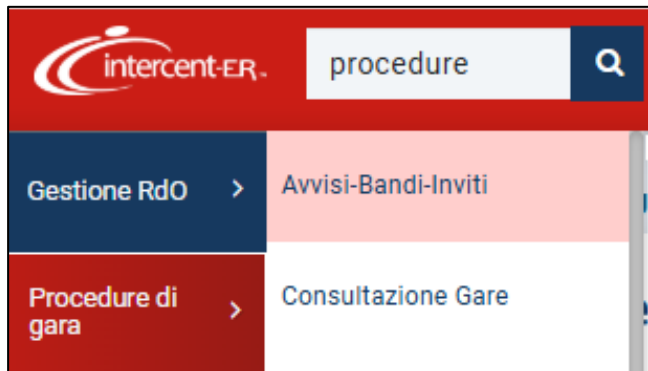 intercent-ER
procedure
Gestione RdO
Avvisi-Bandi-Inviti
Procedure di
gara
Consultazione Gare